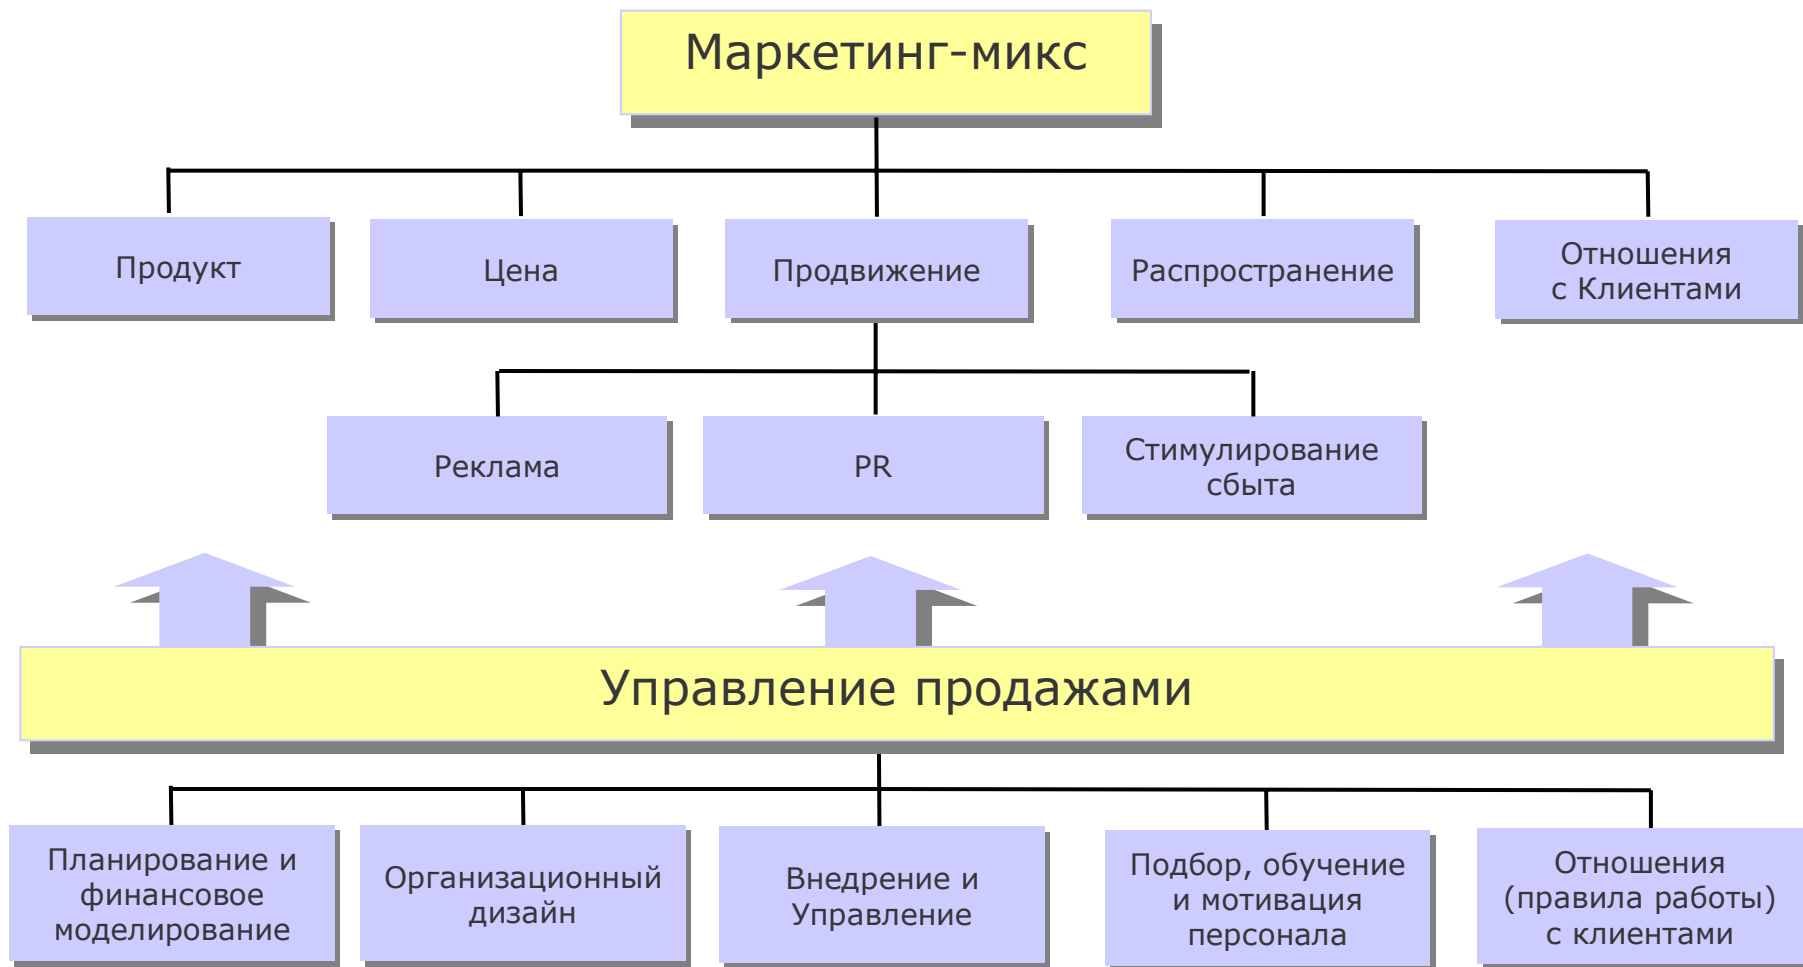 Маркетинг-микс
Продукт
Цена
Продвижение
Распространение
Отношения
с Клиентами
Реклама
PR
Стимулирование
сбыта
Управление продажами
Планирование и
финансовое
моделирование
Организационный
дизайн
Внедрение и
Управление
Подбор, обучение
и мотивация
персонала
Отношения
(правила работы)
с клиентами